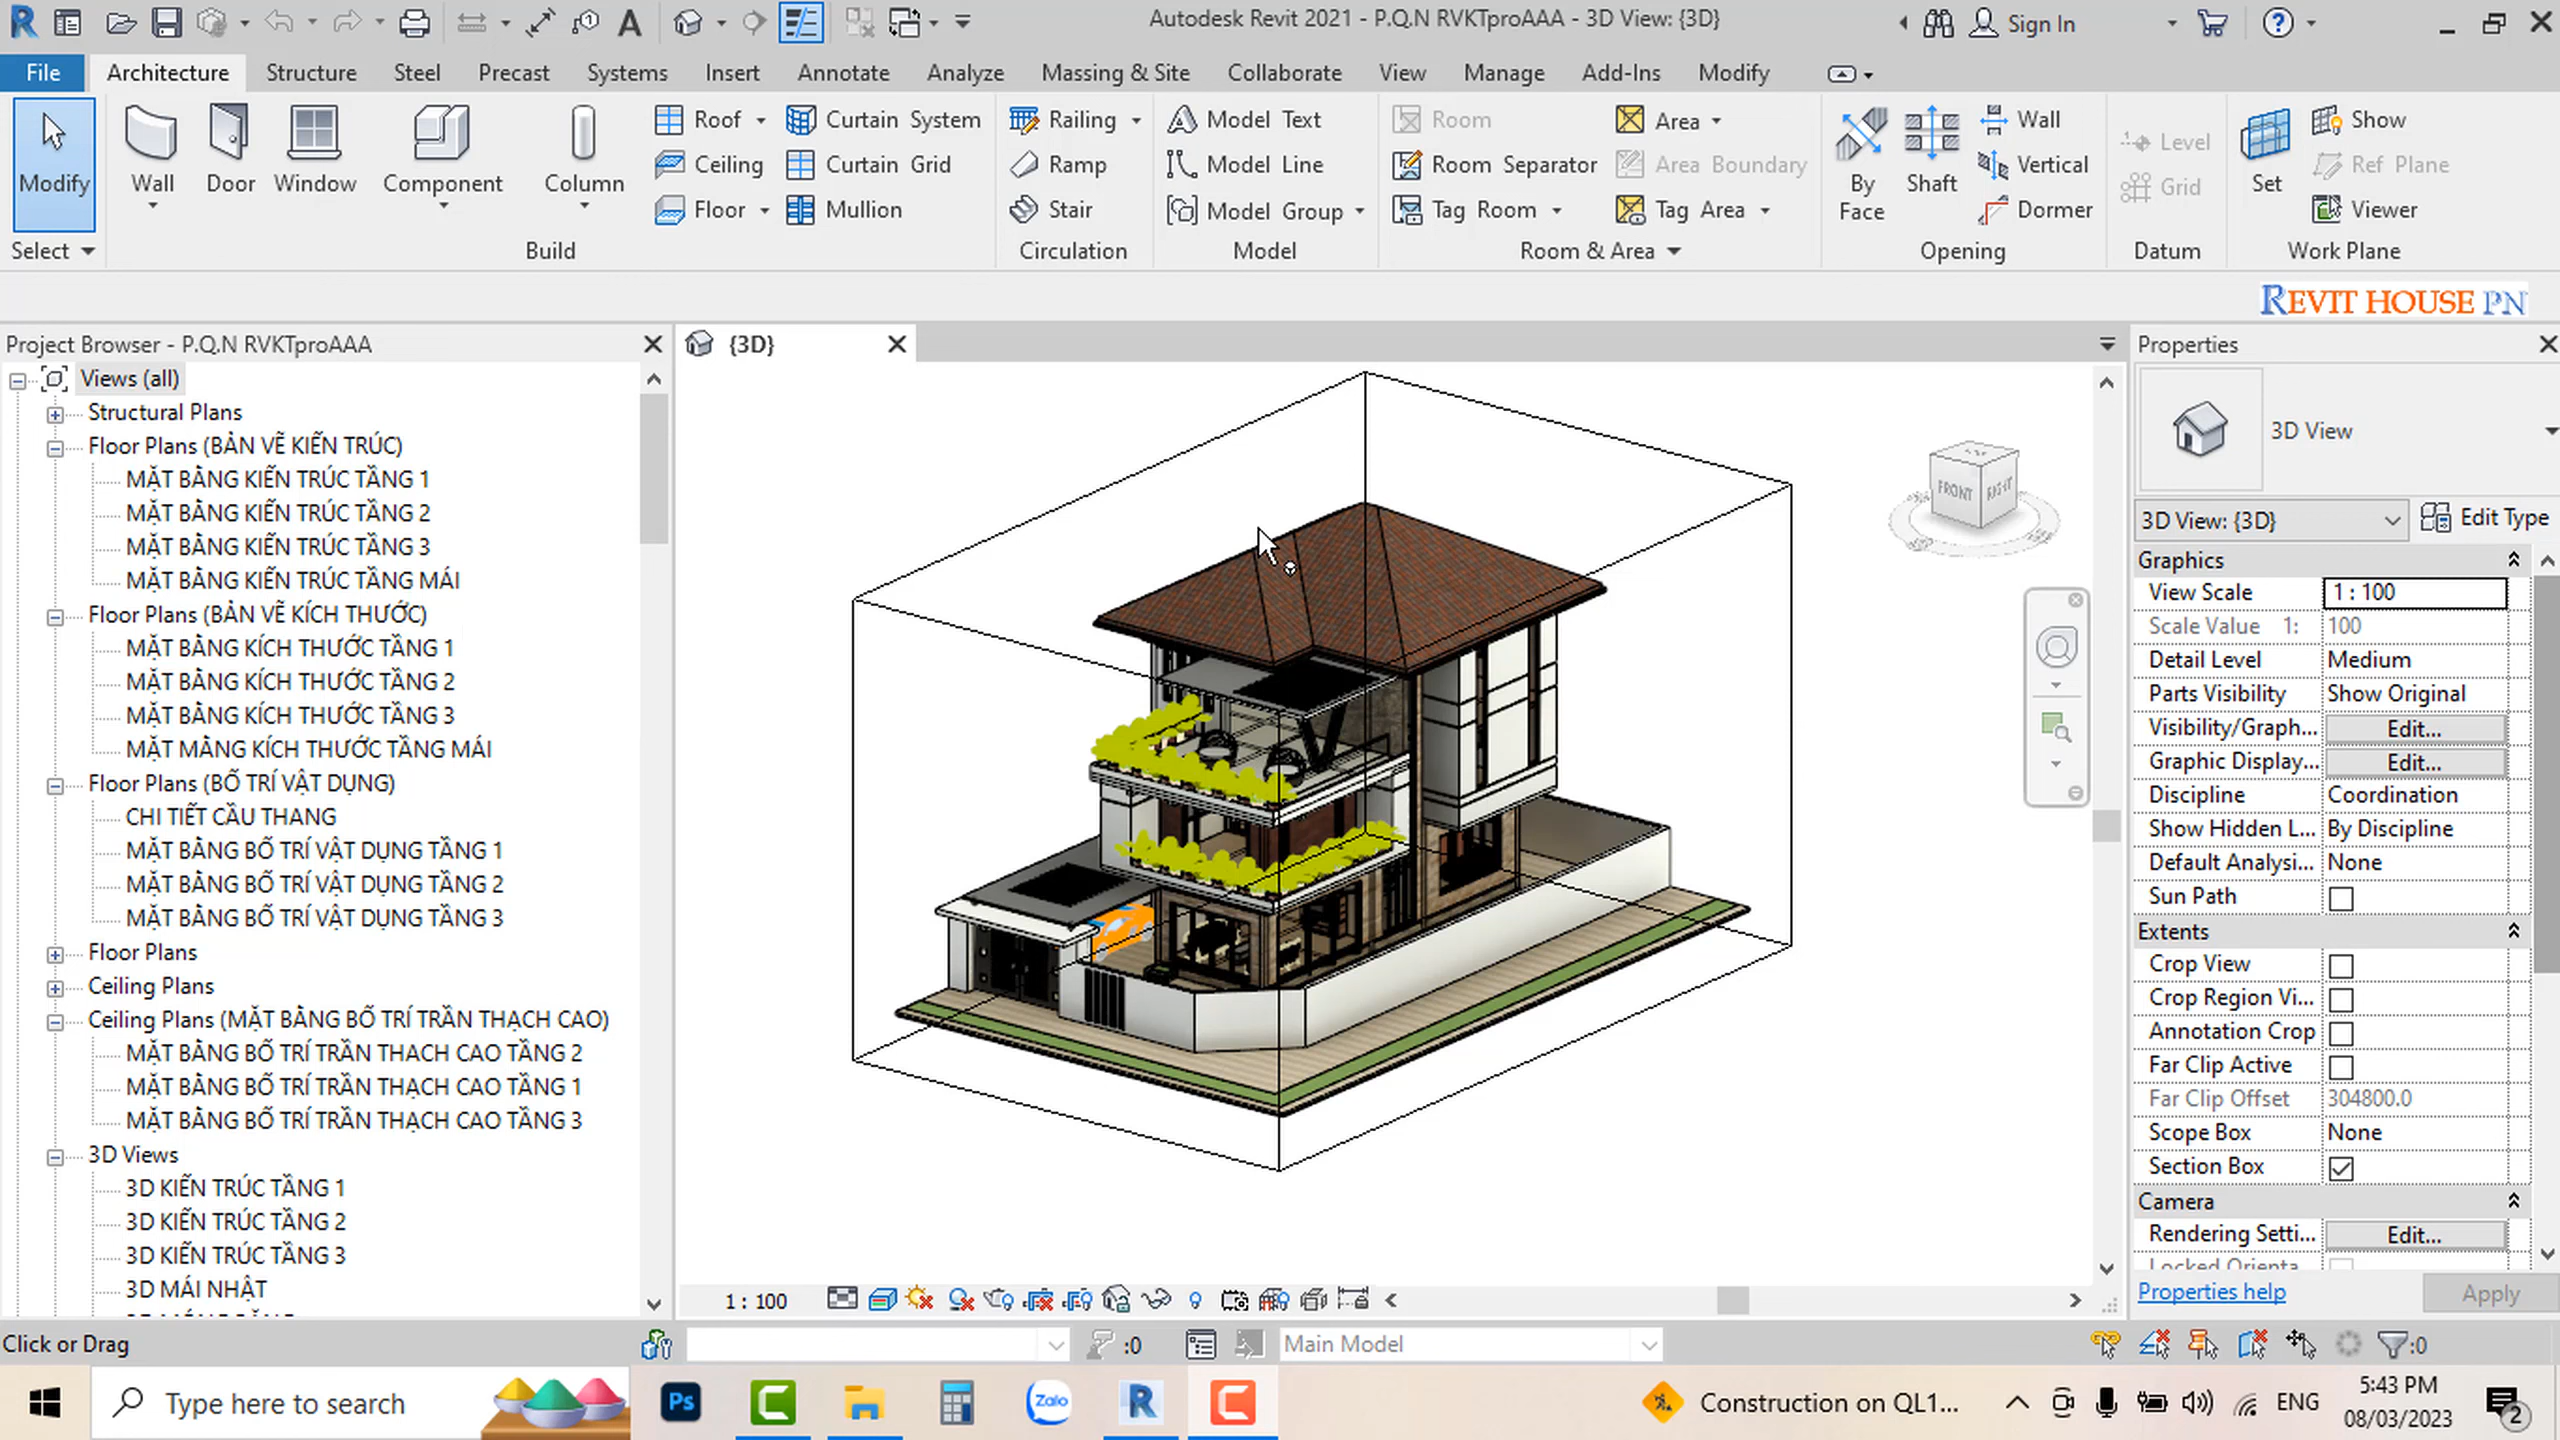 Autodesk Revit 2021 - P.Q.N RVKTproAAA - 3D View: {3D}
Sign In
File
Architecture
Structure
Steel
Precast
Systems
Insert
Annotate
Analyze
Massing & Site
Collaborate
View
Manage
Add-Ins
Modify
Modify
Select
Wall
Door
Window
Component
Column
Roof
Ceiling
Floor
Curtain System
Curtain Grid
Mullion
Build
Railing
Ramp
Stair
Circulation
Model Text
Model Line
Model Group
Model
Room
Room Separator
Tag Room
Area
Area Boundary
Tag Area
Room & Area
By Face
Shaft
Wall
Vertical
Dormer
Opening
Level
Grid
Datum
Set
Show
Ref Plane
Viewer
Work Plane
REVIT HOUSE PN
Project Browser - P.Q.N RVKTproAAA
Views (all)
Structural Plans
Floor Plans (BẢN VẼ KIẾN TRÚC)
MẶT BẰNG KIẾN TRÚC TẦNG 1
MẶT BẰNG KIẾN TRÚC TẦNG 2
MẶT BẰNG KIẾN TRÚC TẦNG 3
MẶT BẰNG KIẾN TRÚC TẦNG MÁI
Floor Plans (BẢN VẼ KÍCH THƯỚC)
MẶT BẰNG KÍCH THƯỚC TẦNG 1
MẶT BẰNG KÍCH THƯỚC TẦNG 2
MẶT BẰNG KÍCH THƯỚC TẦNG 3
MẶT MẰNG KÍCH THƯỚC TẦNG MÁI
Floor Plans (BỐ TRÍ VẬT DỤNG)
CHI TIẾT CẦU THANG
MẶT BẰNG BỐ TRÍ VẬT DỤNG TẦNG 1
MẶT BẰNG BỐ TRÍ VẬT DỤNG TẦNG 2
MẶT BẰNG BỐ TRÍ VẬT DỤNG TẦNG 3
Floor Plans
Ceiling Plans
Ceiling Plans (MẶT BẰNG BỐ TRÍ TRẦN THẠCH CAO)
MẶT BẰNG BỐ TRÍ TRẦN THẠCH CAO TẦNG 2
MẶT BẰNG BỐ TRÍ TRẦN THẠCH CAO TẦNG 1
MẶT BẰNG BỐ TRÍ TRẦN THẠCH CAO TẦNG 3
3D Views
3D KIẾN TRÚC TẦNG 1
3D KIẾN TRÚC TẦNG 2
3D KIẾN TRÚC TẦNG 3
3D MÁI NHẬT
{3D}
FRONT
RIGHT
1 : 100
Properties
3D View
3D View: {3D}
Edit Type
Graphics
View Scale 1 : 100
Scale Value 1: 100
Detail Level Medium
Parts Visibility Show Original
Visibility/Graph... Edit...
Graphic Display... Edit...
Discipline Coordination
Show Hidden L... By Discipline
Default Analysi... None
Sun Path
Extents
Crop View
Crop Region Vi...
Annotation Crop
Far Clip Active
Far Clip Offset 304800.0
Scope Box None
Section Box
Camera
Rendering Setti... Edit...
Properties help
Apply
Click or Drag
:0
Main Model
:0
Type here to search
Ps
Zalo
Construction on QL1...
ENG
5:43 PM
08/03/2023
2